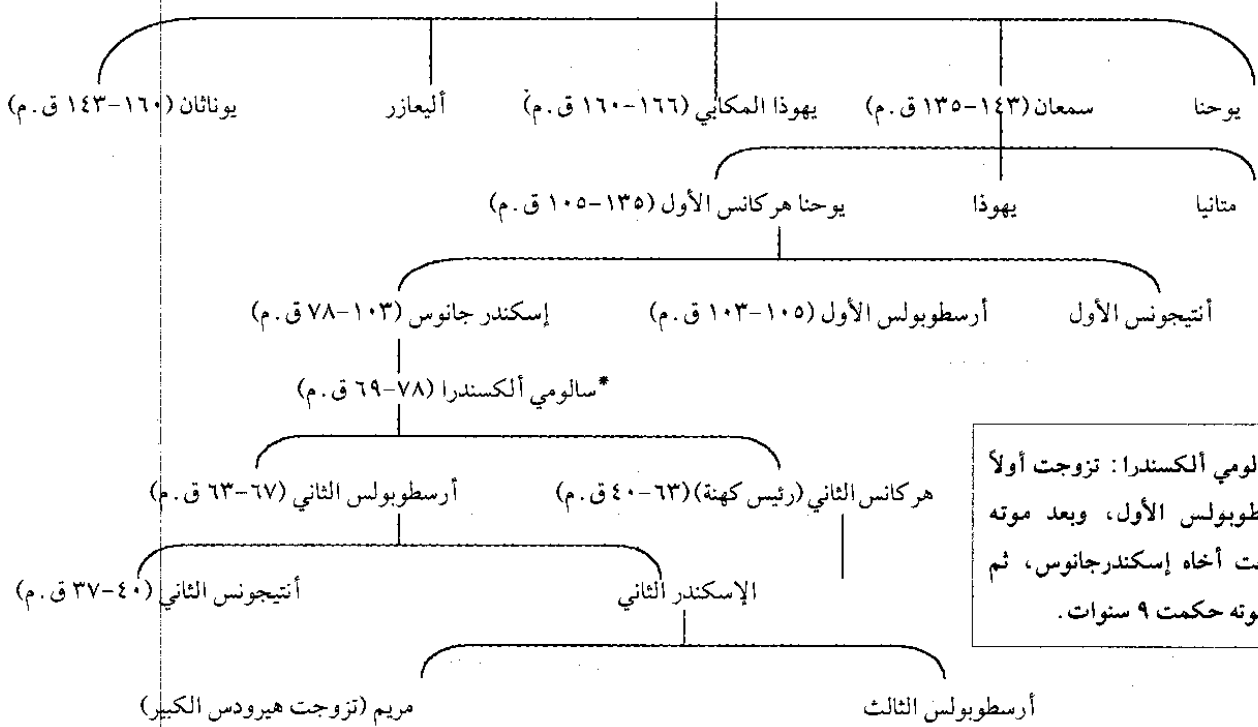 يوحنا سمعان (١٤٣-١٣٥ ق.م) يهوذا المكابي (١٦٦-١٦٠ ق.م) أليعازر يوناثان (١٦٠-١٤٣ ق.م)
متانيا يهوذا يوحنا هركانس الأول (١٣٥-١٠٥ ق.م)
أنتيجونس الأول أرسطوبولس الأول (١٠٥-١٠٣ ق.م) إسكندر جانوس (١٠٣-٧٨ ق.م)
*سالومي ألكسندرا (٧٨-٦٩ ق.م)
هركانس الثاني (رئيس كهنة) (٦٣-٤٠ ق.م) أرسطوبولس الثاني (٦٧-٦٣ ق.م)
الإسكندر الثاني أنتيجونس الثاني (٤٠-٣٧ ق.م)
أرسطوبولس الثالث مريم (تزوجت هيرودس الكبير)
ألكسندرا: تزوجت أولاً
الأول، وبعد موته
أخاه إسكندرجانوس، ثم
حكمت ٩ سنوات.